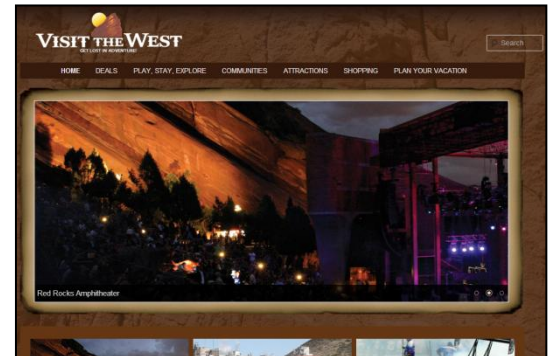 VISIT THE WEST
GET LOST IN ADVENTURE!
Search
HOME DEALS PLAY, STAY, EXPLORE COMMUNITIES ATTRACTIONS SHOPPING PLAN YOUR VACATION
Red Rocks Amphitheater